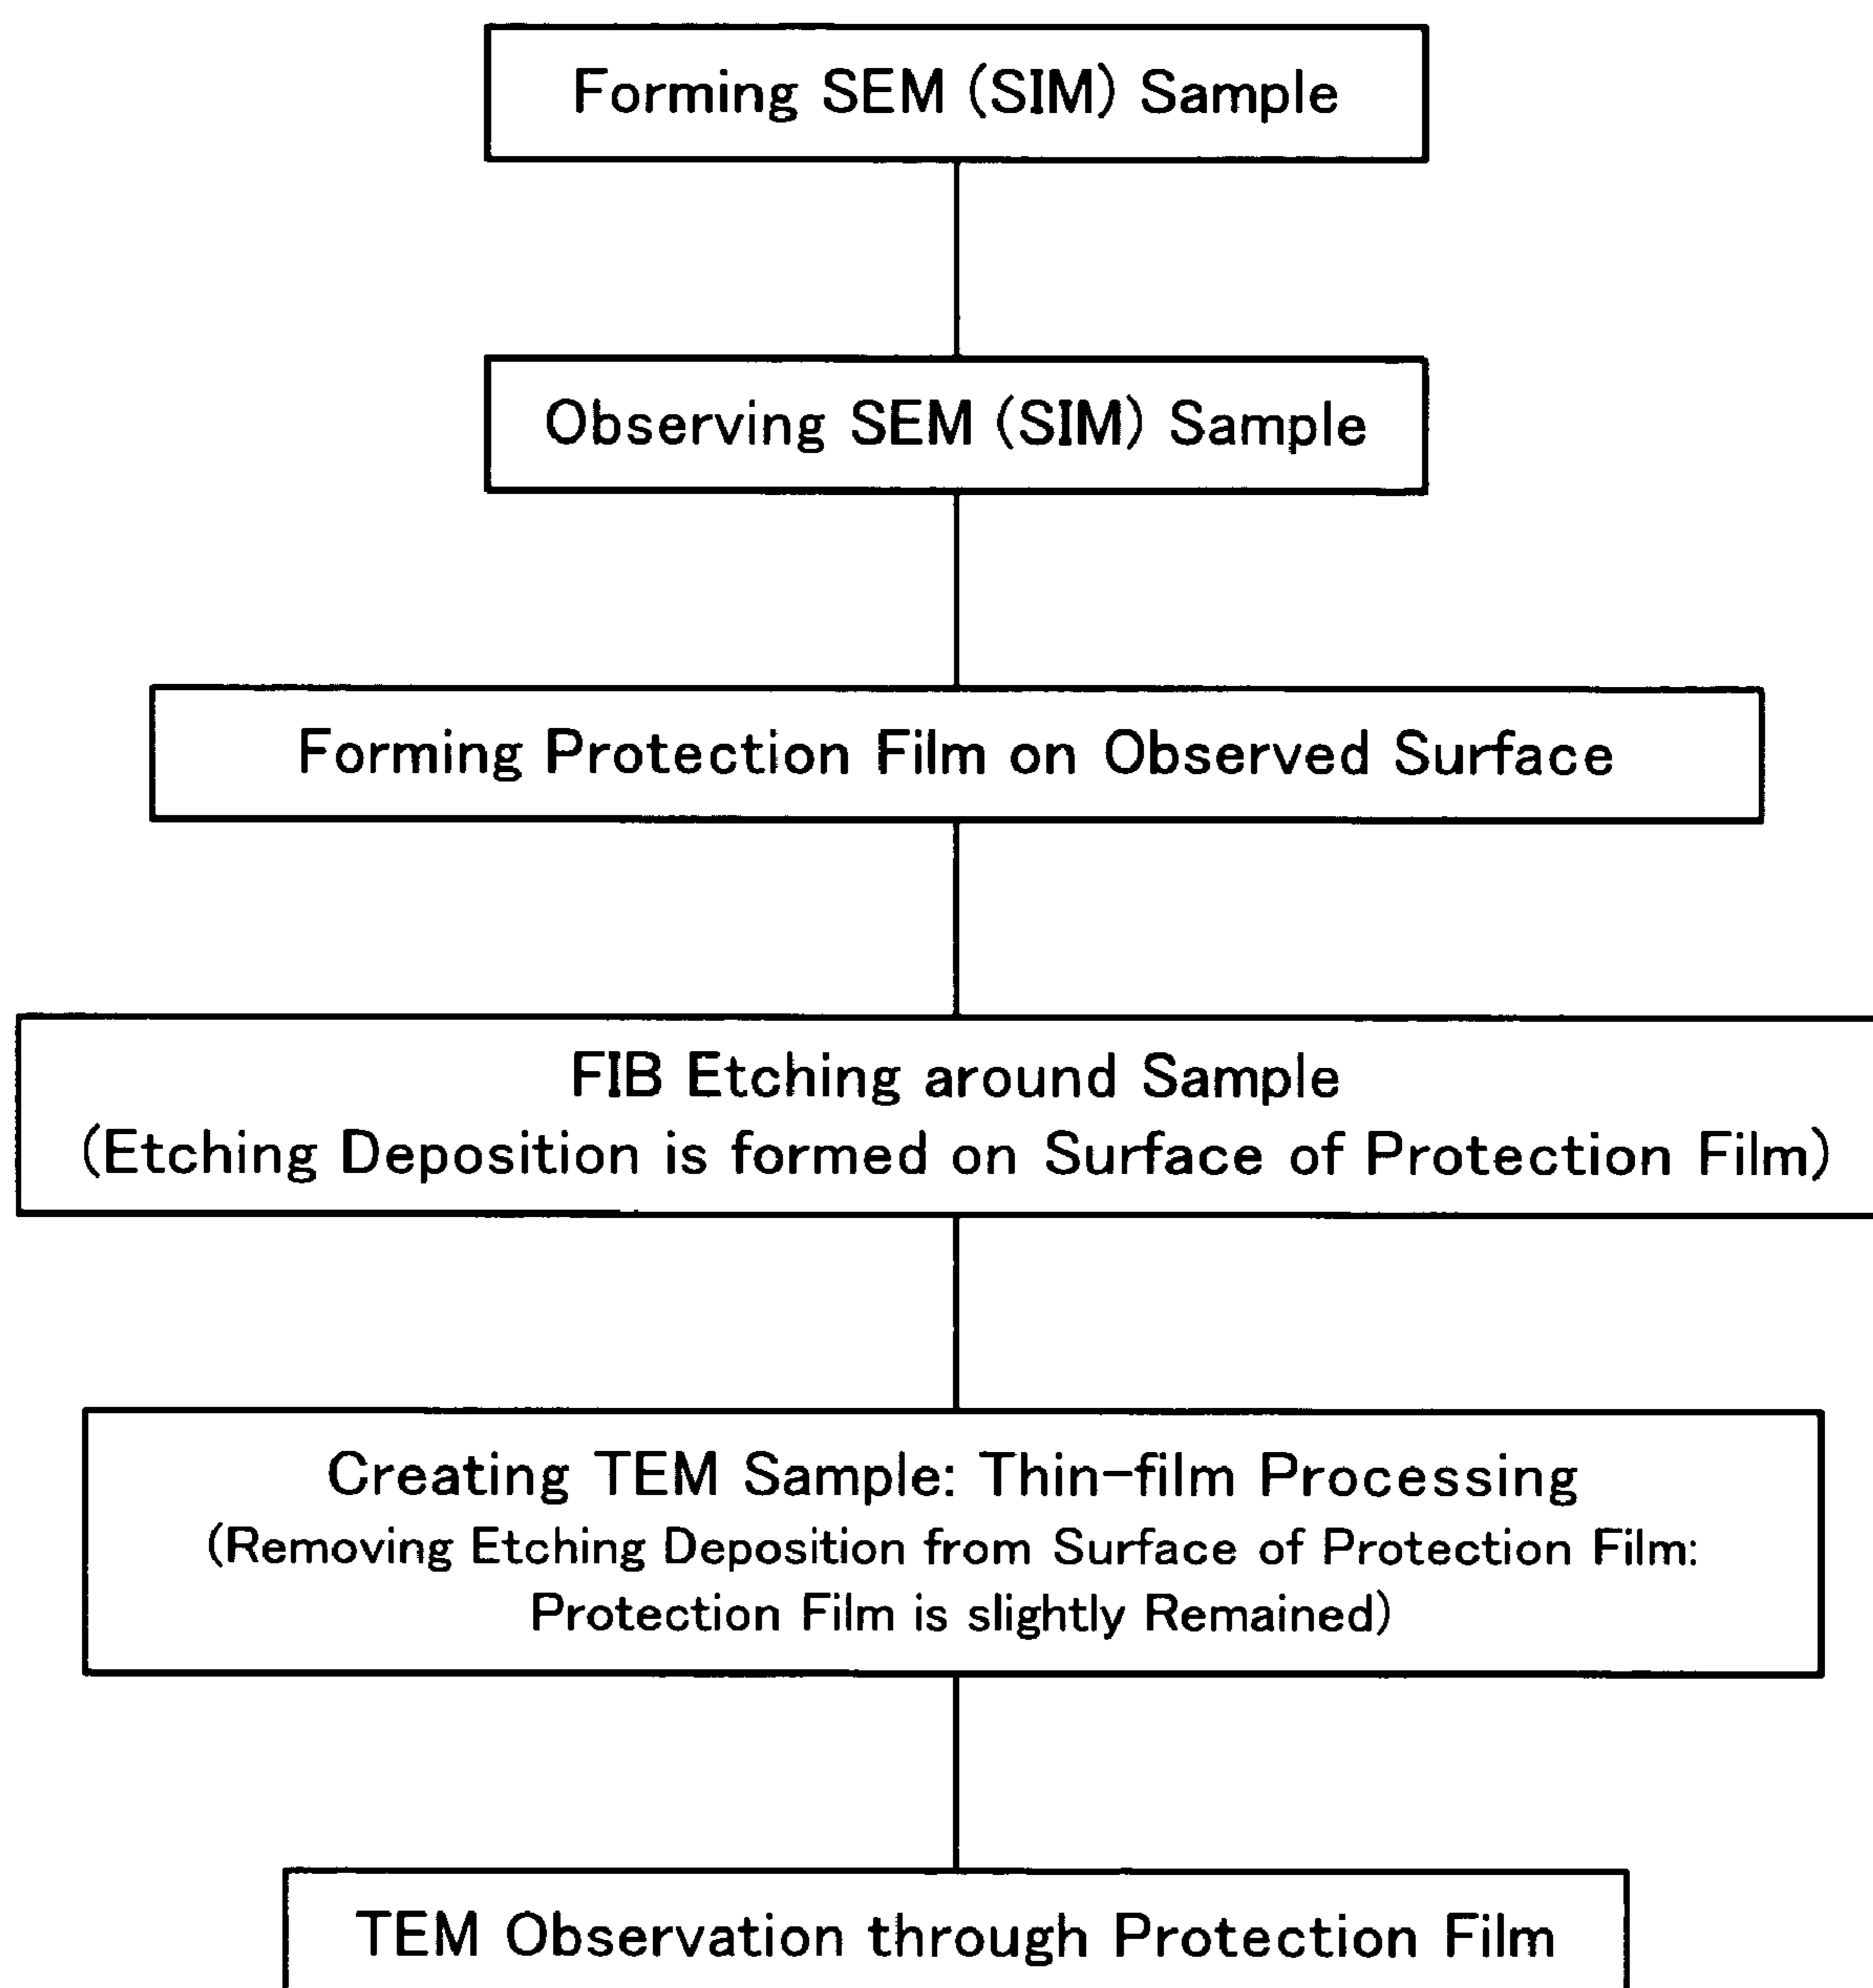 Forming SEM (SIM) Sample
Observing SEM (SIM) Sample
Forming Protection Film on Observed Surface
FIB Etching around Sample
(Etching Deposition is formed on Surface of Protection Film)
Creating TEM Sample: Thin-film Processing
(Removing Etching Deposition from Surface of Protection Film:
Protection Film is slightly Remained)
TEM Observation through Protection Film